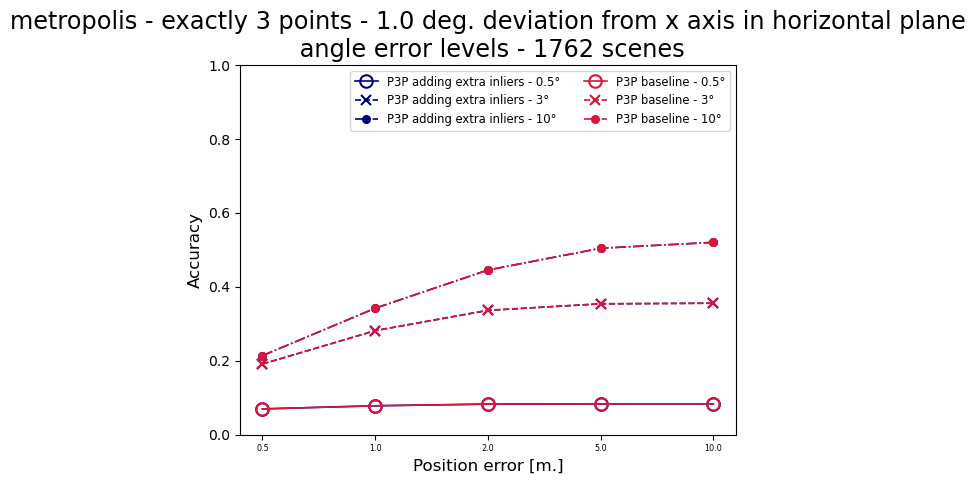 metropolis - exactly 3 points - 1.0 deg. deviation from x axis in horizontal plane
angle error levels - 1762 scenes
P3P adding extra inliers - 0.5°
P3P adding extra inliers - 3°
P3P adding extra inliers - 10°
P3P baseline - 0.5°
P3P baseline - 3°
P3P baseline - 10°
Accuracy
1.0
0.8
0.6
0.4
0.2
0.0
0.5 1.0 2.0 5.0 10.0
Position error [m.]